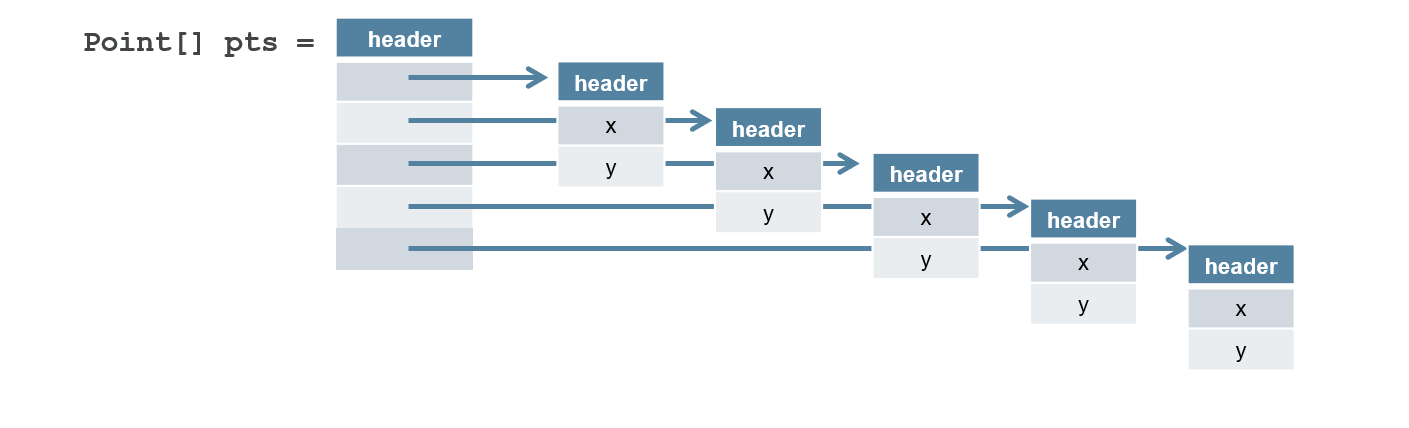 Point[] pts =
header
header
x
y
header
x
y
header
x
y
header
x
y
header
x
y